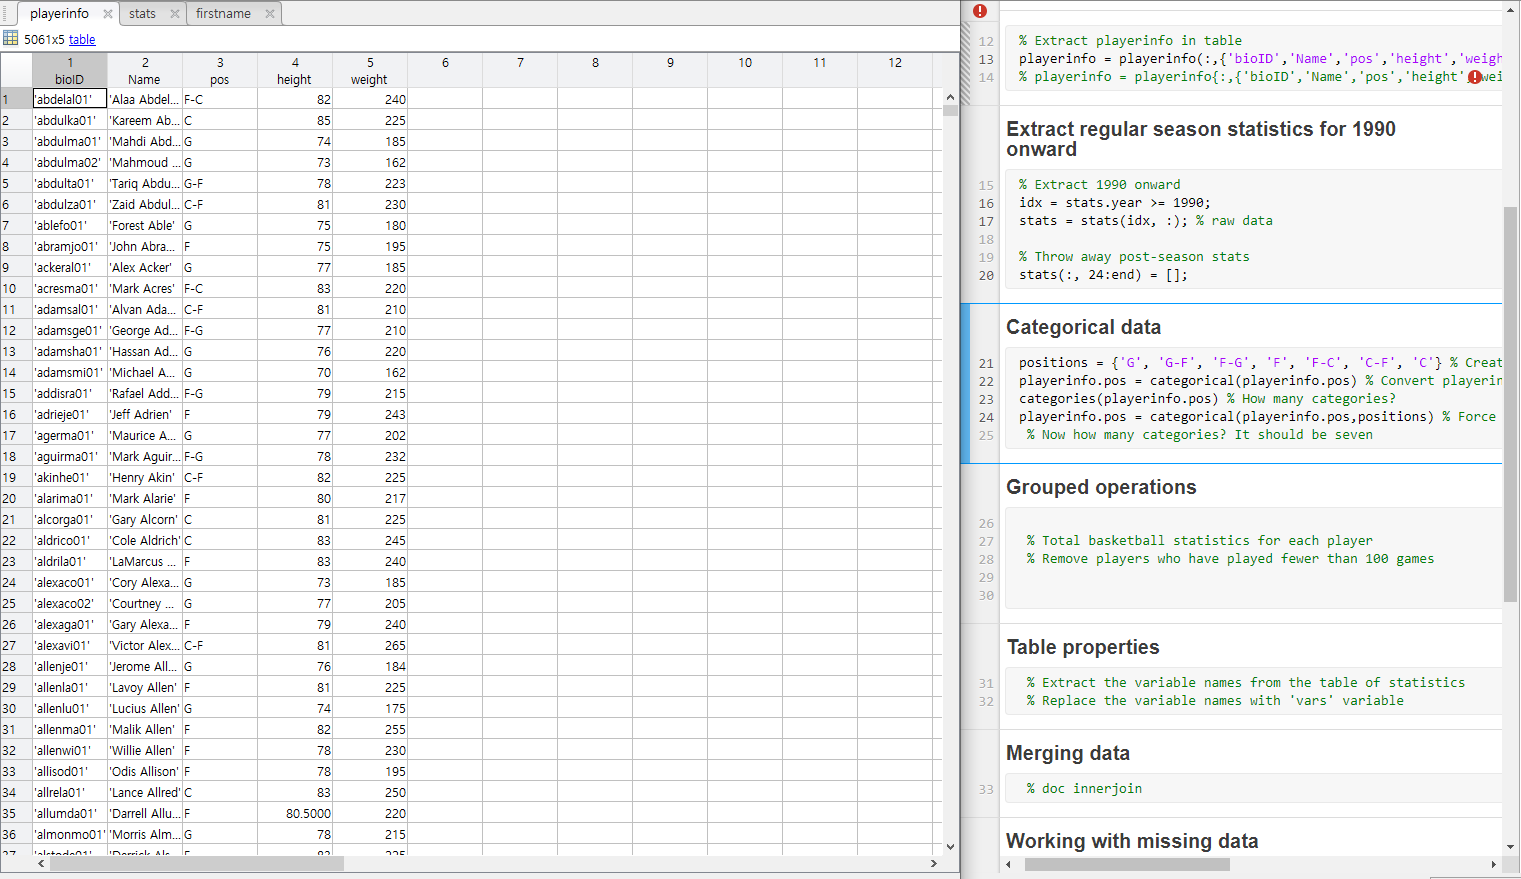 playerinfo stats firstname
5061x5 table
1 2 3 4 5 6 7 8 9 10 11 12
bioID Name pos height weight
1 'abdelal01' 'Alaa Abdel... F-C 82 240
2 'abdulka01' 'Kareem Ab... C 85 225
3 'abdulma01' 'Mahdi Abd... G 74 185
4 'abdulma02' 'Mahmoud ... G 73 162
5 'abdulta01' 'Tariq Abdu... G-F 78 223
6 'abdulza01' 'Zaid Abdul... C-F 81 230
7 'ablefo01' 'Forest Able' G 75 180
8 'abramjo01' 'John Abra... F 75 195
9 'ackeral01' 'Alex Acker' G 77 185
10 'acresma01' 'Mark Acres' F-C 83 220
11 'adamsal01' 'Alvan Ada... C-F 81 210
12 'adamsge01' 'George Ad... F-G 77 210
13 'adamsha01' 'Hassan Ad... G 76 220
14 'adamsmi01' 'Michael A... G 70 162
15 'addisra01' 'Rafael Add... F-G 79 215
16 'adrieje01' 'Jeff Adrien' F 79 243
17 'agerma01' 'Maurice A... G 77 202
18 'aguirma01' 'Mark Aguir... F-G 78 232
19 'akinhe01' 'Henry Akin' C-F 82 225
20 'alarima01' 'Mark Alarie' F 80 217
21 'alcorga01' 'Gary Alcorn' C 81 225
22 'aldrico01' 'Cole Aldrich' C 83 245
23 'aldrila01' 'LaMarcus ... F 83 240
24 'alexaco01' 'Cory Alexa... G 73 185
25 'alexaco02' 'Courtney ... G 77 205
26 'alexaga01' 'Gary Alexa... F 79 240
27 'alexavi01' 'Victor Alex... C-F 81 265
28 'allenje01' 'Jerome All... G 76 184
29 'allenla01' 'Lavoy Allen' F 81 225
30 'allenlu01' 'Lucius Allen' G 74 175
31 'allenma01' 'Malik Allen' F 82 255
32 'allenwi01' 'Willie Allen' F 78 230
33 'allisod01' 'Odis Allison' F 78 195
34 'allrela01' 'Lance Allred' C 83 250
35 'allumda01' 'Darrell Allu... F 80.5000 220
36 'almonmo01' 'Morris Alm... G 78 215
12 % Extract playerinfo in table
13 playerinfo = playerinfo(:,{'bioID','Name','pos','height','weigh
14 % playerinfo = playerinfo{:,{'bioID','Name','pos','height', wei
Extract regular season statistics for 1990
onward
15 % Extract 1990 onward
16 idx = stats.year >= 1990;
17 stats = stats(idx, :); % raw data
18
19 % Throw away post-season stats
20 stats(:, 24:end) = [];
Categorical data
21 positions = {'G', 'G-F', 'F-G', 'F', 'F-C', 'C-F', 'C'} % Creat
22 playerinfo.pos = categorical(playerinfo.pos) % Convert playerin
23 categories(playerinfo.pos) % How many categories?
24 playerinfo.pos = categorical(playerinfo.pos,positions) % Force
25 % Now how many categories? It should be seven
Grouped operations
26
27 % Total basketball statistics for each player
28 % Remove players who have played fewer than 100 games
29
30
Table properties
31 % Extract the variable names from the table of statistics
32 % Replace the variable names with 'vars' variable
Merging data
33 % doc innerjoin
Working with missing data